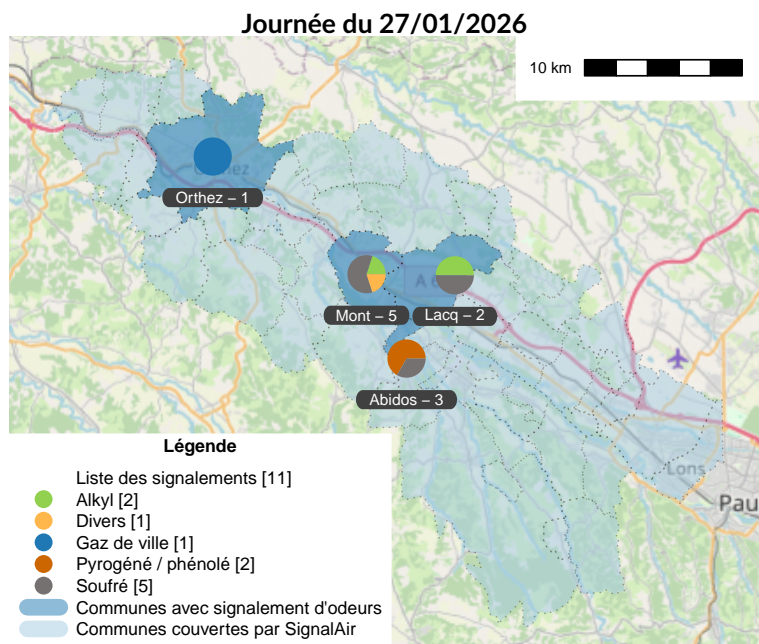 Journée du 27/01/2026
10 km
Orthez – 1
Mont – 5
Lacq – 2
Abidos – 3
Lons
Pau
Légende
Liste des signalements [11]
Alkyl [2]
Divers [1]
Gaz de ville [1]
Pyrogéné / phénolé [2]
Soufré [5]
Communes avec signalement d'odeurs
Communes couvertes par SignalAir